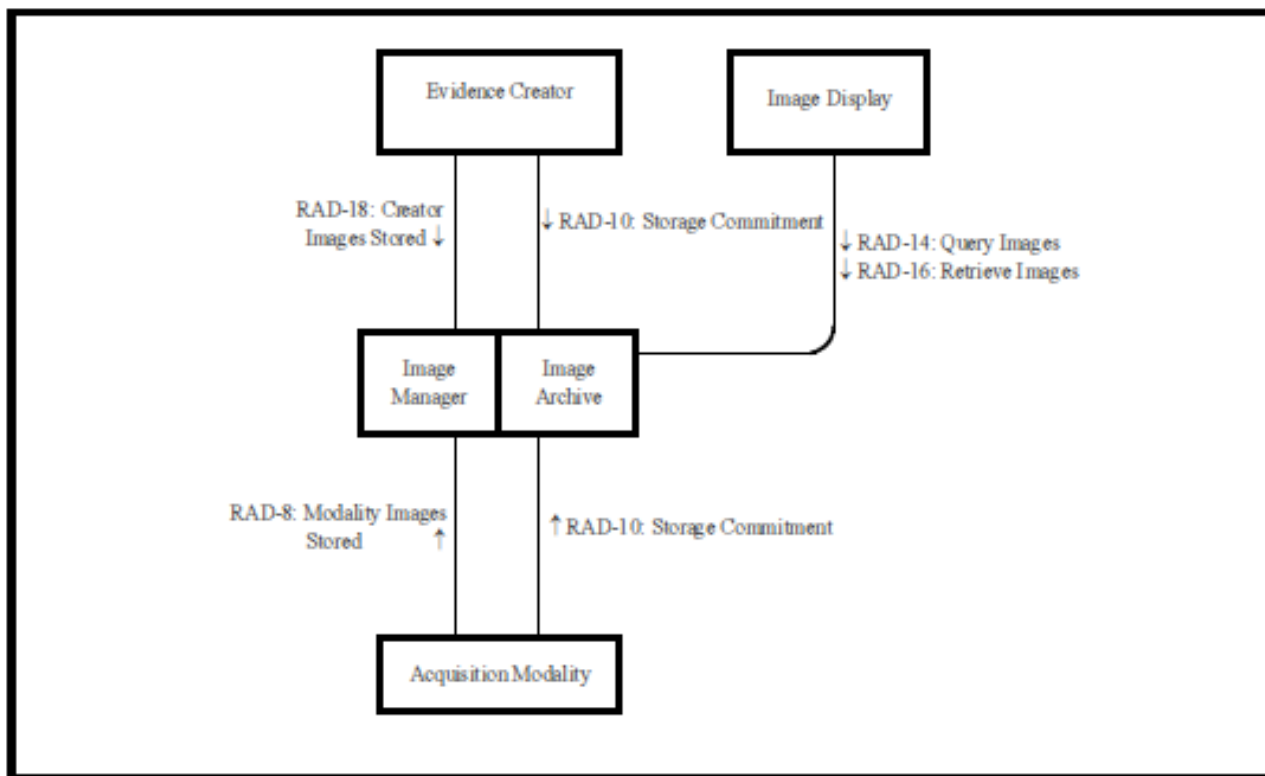 Evidence Creator
Image Display
RAD-18: Creator
Images Stored ↓
↓ RAD-10: Storage Commitment
↓ RAD-14: Query Images
↓ RAD-16: Retrieve Images
Image
Manager
Image
Archive
RAD-8: Modality Images
Stored ↑
↑ RAD-10: Storage Commitment
Acquisition Modality